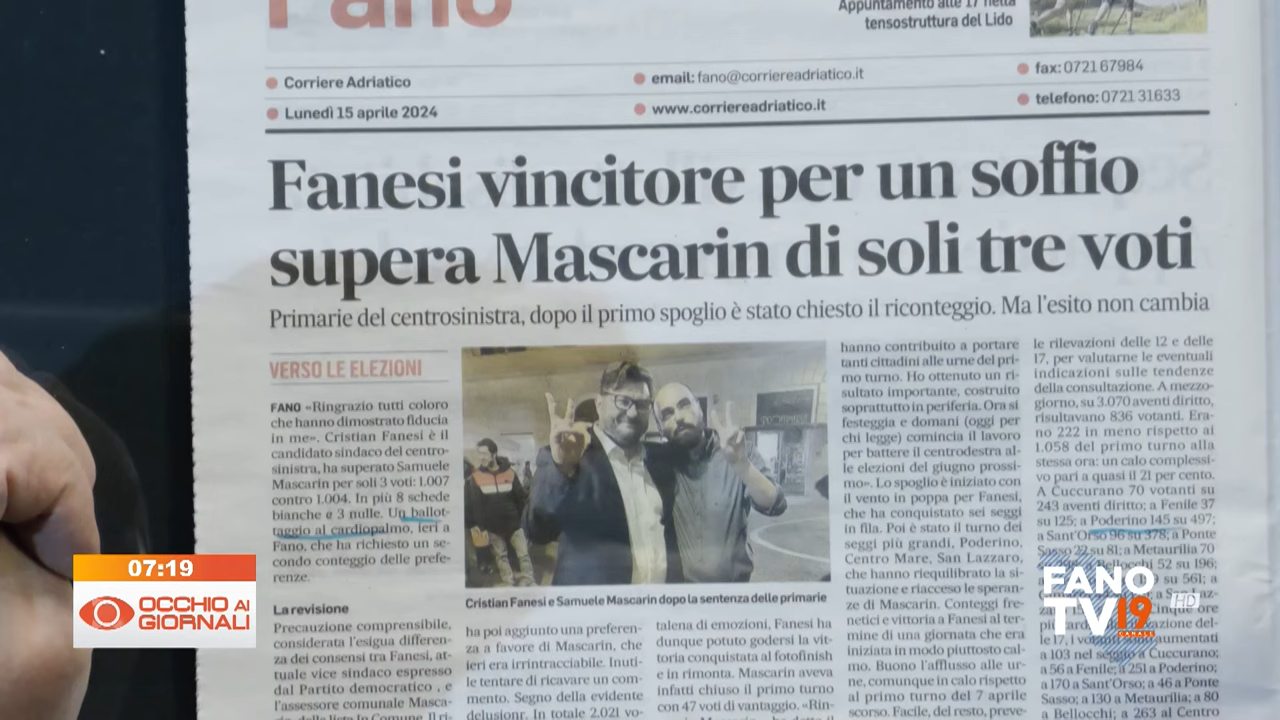 Fano
Appuntamento alle 17 nella
tensostruttura del Lido
Corriere Adriatico
email: fano@corriereadriatico.it
fax: 0721 67984
Lunedì 15 aprile 2024
www.corriereadriatico.it
telefono: 0721 31633
Fanesi vincitore per un soffio
supera Mascarin di soli tre voti
Primarie del centrosinistra, dopo il primo spoglio è stato chiesto il riconteggio. Ma l'esito non cambia
VERSO LE ELEZIONI
FANO «Ringrazio tutti coloro
che hanno dimostrato fiducia
in me». Cristian Fanesi è il
candidato sindaco del centro-
sinistra, ha superato Samuele
Mascarin per soli 3 voti: 1.007
contro 1.004. In più 8 schede
bianche e 3 nulle. Un ballot-
taggio al cardiopalmo, ieri a
Fano, che ha richiesto un se-
condo conteggio delle prefe-
renze.
La revisione
Precauzione comprensibile,
considerata l'esigua differen-
za dei consensi tra Fanesi, at-
tuale vice sindaco espresso
dal Partito democratico , e
l'assessore comunale Masca-
Cristian Fanesi e Samuele Mascarin dopo la sentenza delle primarie
ha poi aggiunto una preferen-
za a favore di Mascarin, che
ieri era irrintracciabile. Inuti-
le tentare di ricavare un com-
mento. Segno della evidente
delusionr. In totale 2.021 vo-
talena di emozioni, Fanesi ha
dunque potuto godersi la vit-
toria conquistata al fotofinish
e in rimonta. Mascarin aveva
infatti chiuso il primo turno
con 47 voti di vantaggio. «Rin-
hanno contribuito a portare
tanti cittadini alle urne del pri-
mo turno. Ho ottenuto un ri-
sultato importante, costruito
soprattutto in periferia. Ora si
festeggia e domani (oggi per
chi legge) comincia il lavoro
per battere il centrodestra al-
le elezioni del giugno prossi-
mo». Lo spoglio è iniziato con
il vento in poppa per Fanesi,
che ha conquistato sei seggi
in fila. Poi è stato il turno dei
seggi più grandi, Poderino,
Centro Mare, San Lazzaro,
che hanno riequilibrato la si-
tuazione e riacceso le speran-
ze di Mascarin. Conteggi fre-
netici e vittoria a Fanesi al ter-
mine di una giornata che era
iniziata in modo piuttosto cal-
mo. Buono l'afflusso alle ur-
ne, comunque in calo rispetto
al primo turno del 7 aprile
scorso. Facile, del resto, preve-
le rilevazioni delle 12 e delle
17, per valutarne le eventuali
indicazioni sulle tendenze
della consultazione. A mezzo-
giorno, su 3.070 aventi diritto,
risultavano 836 votanti. Era-
no 222 in meno rispetto ai
1.058 del primo turno alla
stessa ora: un calo complessi-
vo pari a quasi il 21 per cento.
A Cuccurano 70 votanti su
243 aventi diritto; a Fenile 37
su 125; a Poderino 145 su 497;
a Sant'Orso 96 su 378; a Ponte
Sasso 22 su 81; a Metaurilia 70
Bellocchi 52 su 196;
su 561; a
le 17, i votanti sono aumentati
a 103 nel seggio a Cuccurano;
a 56 a Fenile; a 251 a Poderino;
a 170 a Sant'Orso; a 46 a Ponte
Sasso; a 130 a Metaurilia; a 80
a Bellocchi; a 263 al Centro
07:19
OCCHIO AI
GIORNALI
FANO
TV19
HD